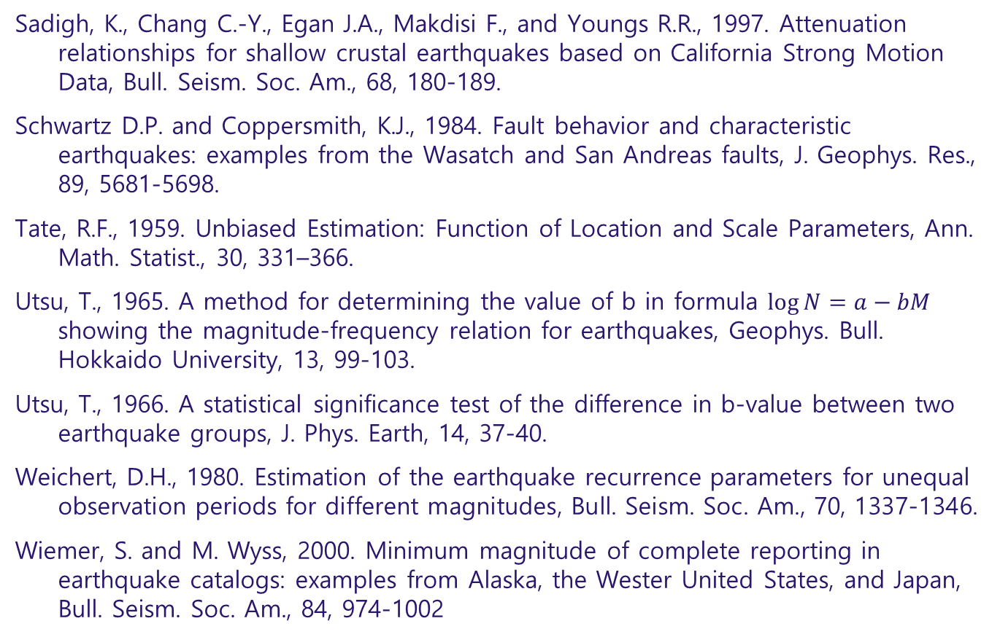 Sadigh, K., Chang C.-Y., Egan J.A., Makdisi F., and Youngs R.R., 1997. Attenuation
relationships for shallow crustal earthquakes based on California Strong Motion
Data, Bull. Seism. Soc. Am., 68, 180-189.
Schwartz D.P. and Coppersmith, K.J., 1984. Fault behavior and characteristic
earthquakes: examples from the Wasatch and San Andreas faults, J. Geophys. Res.,
89, 5681-5698.
Tate, R.F., 1959. Unbiased Estimation: Function of Location and Scale Parameters, Ann.
Math. Statist., 30, 331–366.
Utsu, T., 1965. A method for determining the value of b in formula log N = a − bM
showing the magnitude-frequency relation for earthquakes, Geophys. Bull.
Hokkaido University, 13, 99-103.
Utsu, T., 1966. A statistical significance test of the difference in b-value between two
earthquake groups, J. Phys. Earth, 14, 37-40.
Weichert, D.H., 1980. Estimation of the earthquake recurrence parameters for unequal
observation periods for different magnitudes, Bull. Seism. Soc. Am., 70, 1337-1346.
Wiemer, S. and M. Wyss, 2000. Minimum magnitude of complete reporting in
earthquake catalogs: examples from Alaska, the Wester United States, and Japan,
Bull. Seism. Soc. Am., 84, 974-1002